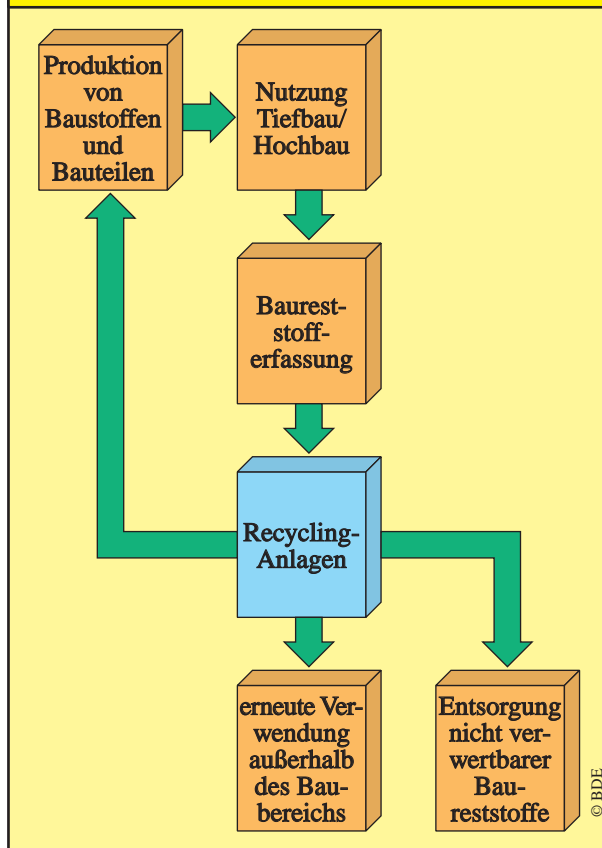 Produktion
von
Baustoffen
und
Bauteilen
Nutzung
Tiefbau/
Hochbau
Baurest-
stoff-
erfassung
Recycling-
Anlagen
erneute Ver-
wendung
außerhalb
des Bau-
bereichs
Entsorgung
nicht ver-
wertbarer
Bau-
reststoffe
© BDE